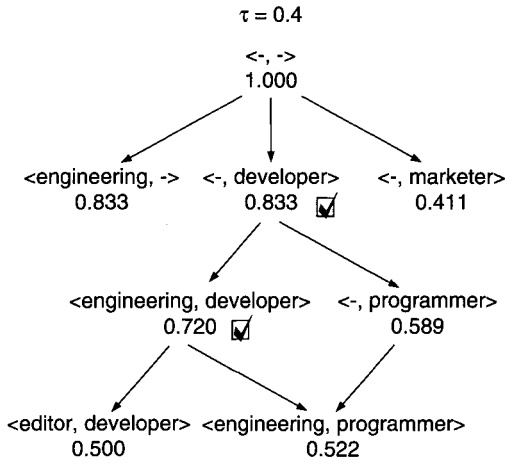 τ = 0.4
<-, ->
1.000
<engineering, -> <-, developer> <-, marketer>
0.833 0.833 0.411
<engineering, developer> <-, programmer>
0.720 0.589
<editor, developer> <engineering, programmer>
0.500 0.522